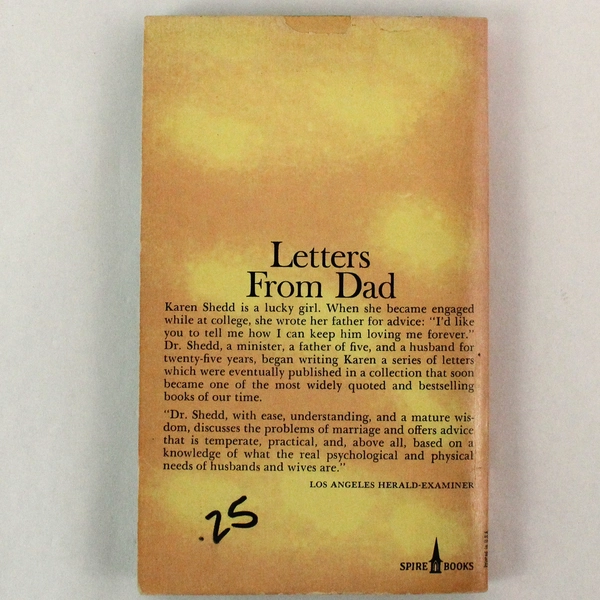 Letters
From Dad
Karen Shedd is a lucky girl. When she became engaged
while at college, she wrote her father for advice: "I'd like
you to tell me how I can keep him loving me forever."
Dr. Shedd, a minister, a father of five, and a husband for
twenty-five years, began writing Karen a series of letters
which were eventually published in a collection that soon
became one of the most widely quoted and bestselling
books of our time.
"Dr. Shedd, with ease, understanding, and a mature wis-
dom, discusses the problems of marriage and offers advice
that is temperate, practical, and, above all, based on a
knowledge of what the real psychological and physical
needs of husbands and wives are."
LOS ANGELES HERALD-EXAMINER
.25
SPIRE BOOKS